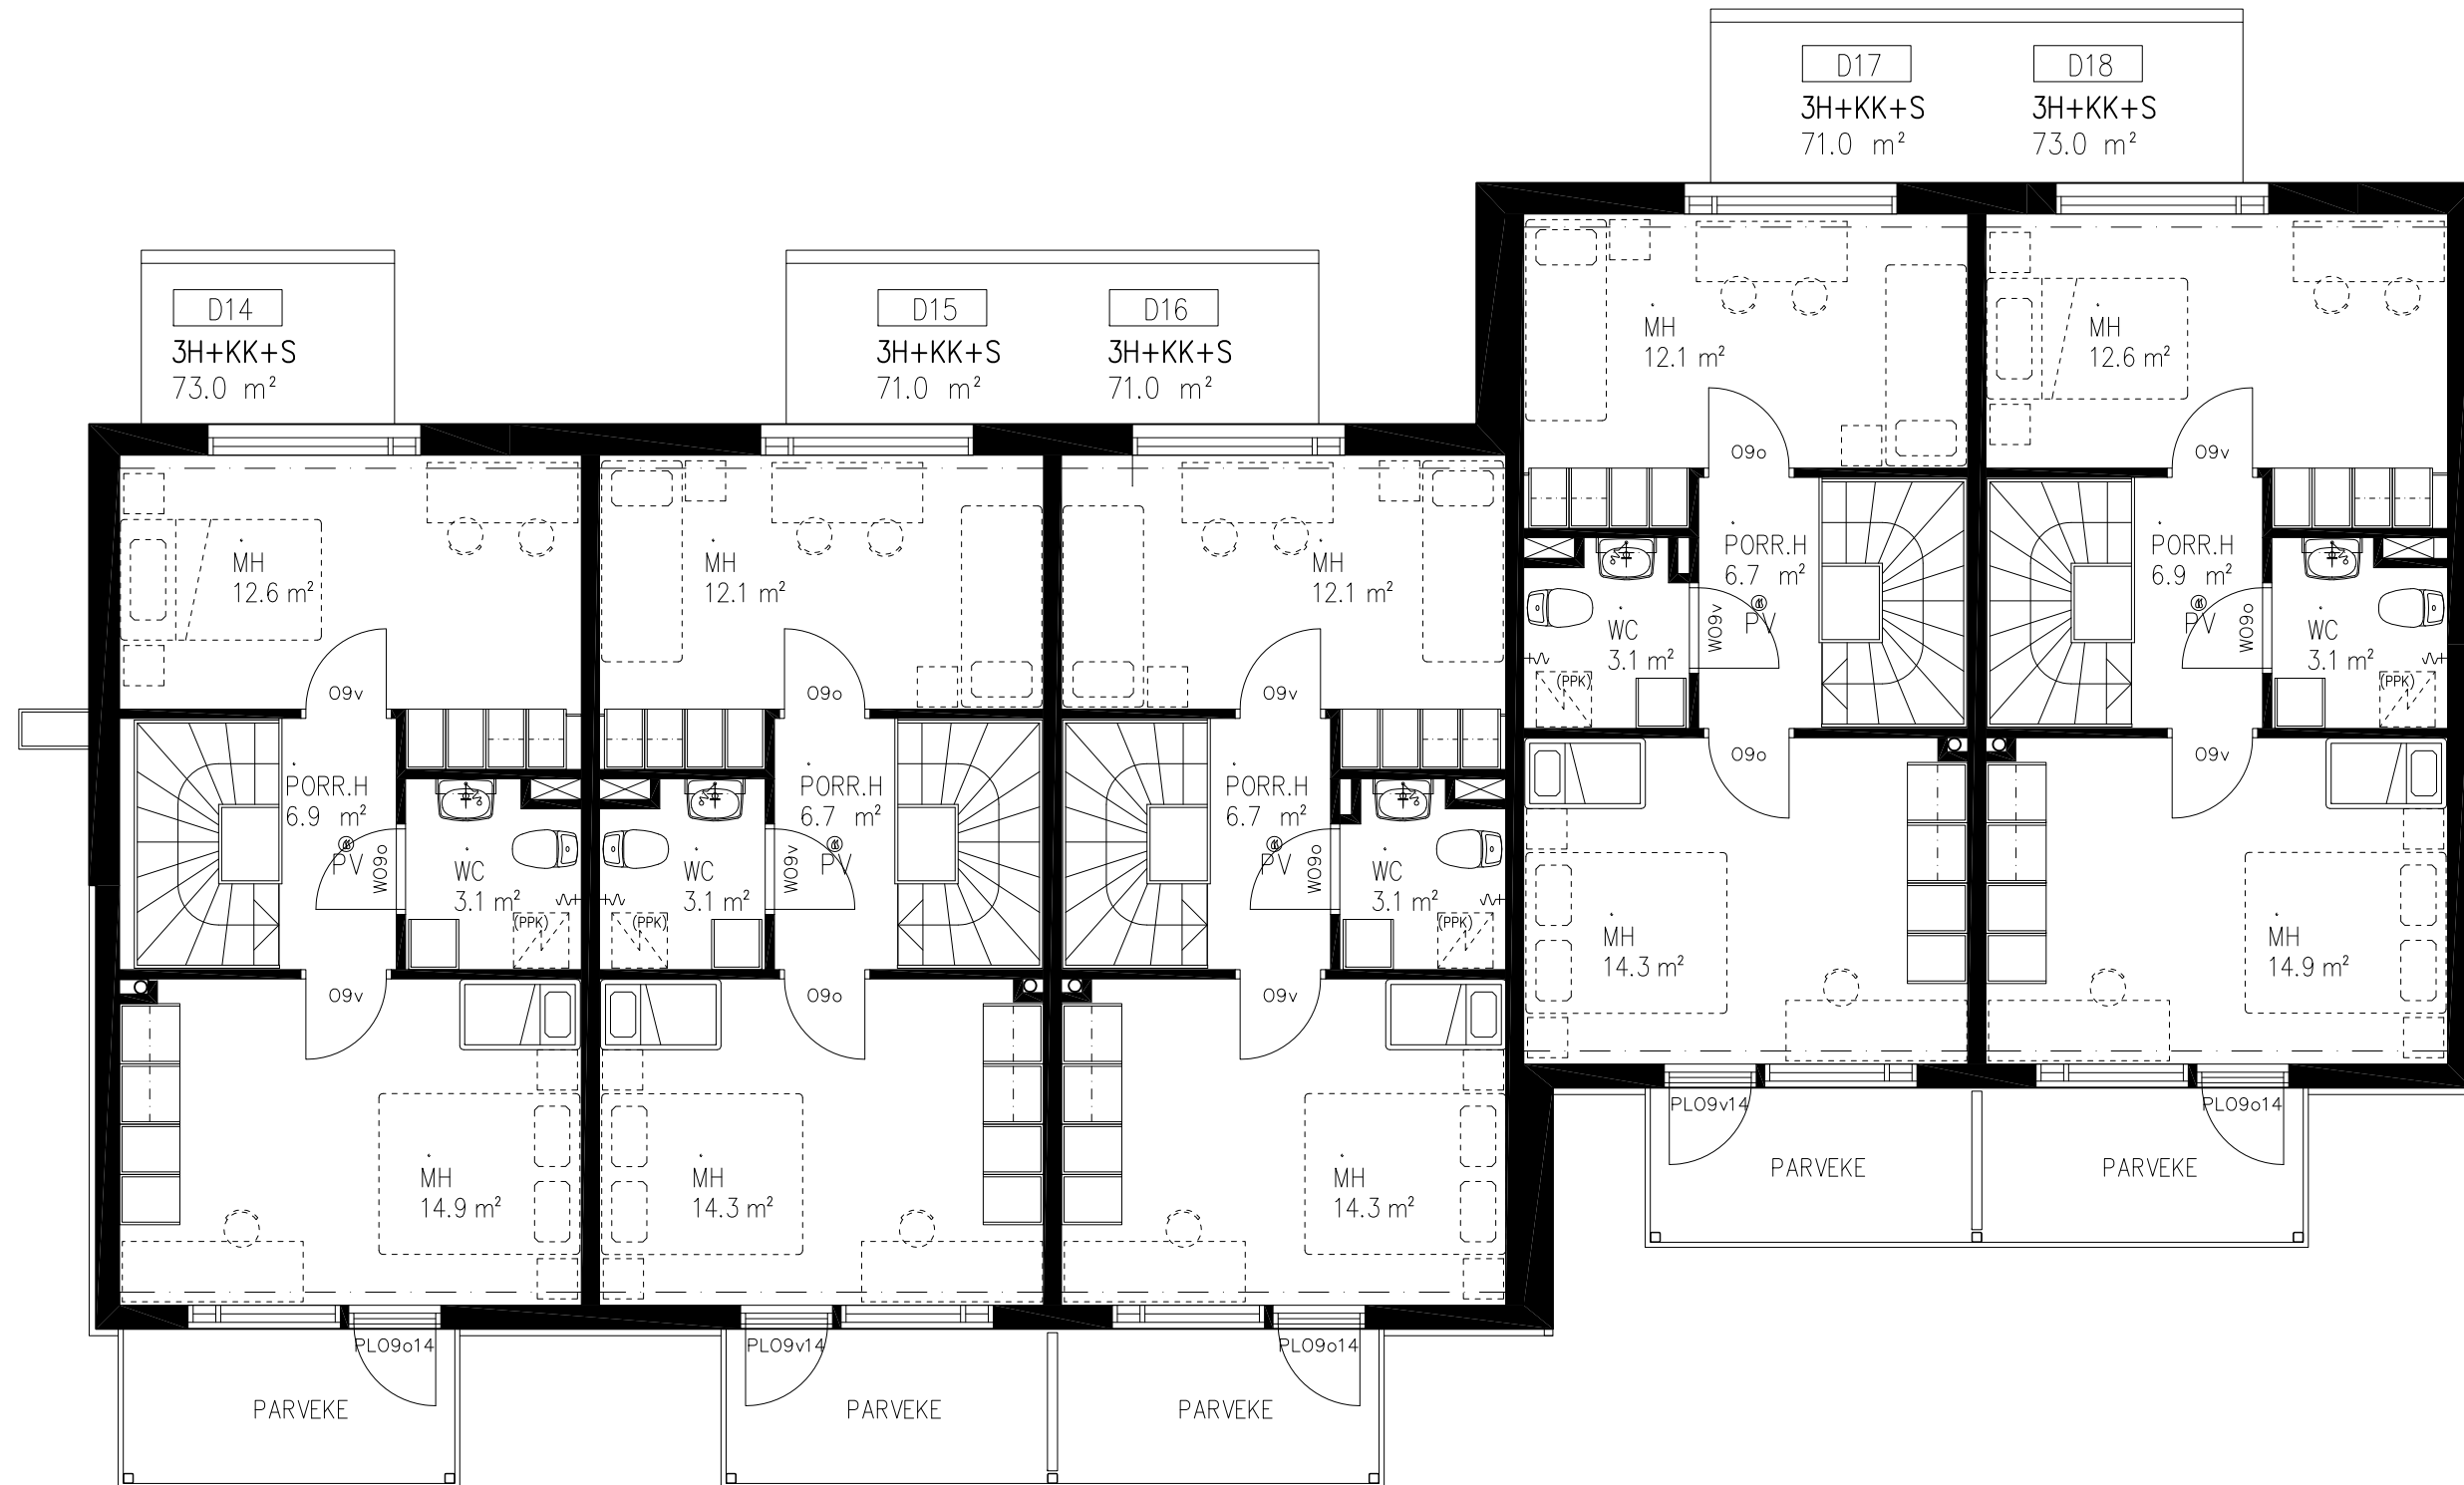 D17
3H+KK+S
71.0 m²
D18
3H+KK+S
73.0 m²
D14
3H+KK+S
73.0 m²
D15
3H+KK+S
71.0 m²
D16
3H+KK+S
71.0 m²
MH
12.1 m²
MH
12.6 m²
O9o
O9v
PORR.H
6.7 m²
PV
WO9v
WC
3.1 m²
(PPK)
PORR.H
6.9 m²
PV
WO9o
WC
3.1 m²
(PPK)
O9o
O9v
MH
14.3 m²
MH
14.9 m²
PLO9v14
PLO9o14
PARVEKE
PARVEKE
MH
12.6 m²
MH
12.1 m²
MH
12.1 m²
O9v
O9o
O9v
PORR.H
6.9 m²
PV
WO9o
WC
3.1 m²
(PPK)
WC
3.1 m²
(PPK)
WO9v
PORR.H
6.7 m²
PV
PORR.H
6.7 m²
PV
WO9o
WC
3.1 m²
(PPK)
O9v
O9o
O9v
MH
14.9 m²
MH
14.3 m²
MH
14.3 m²
PLO9o14
PLO9v14
PLO9o14
PARVEKE
PARVEKE
PARVEKE